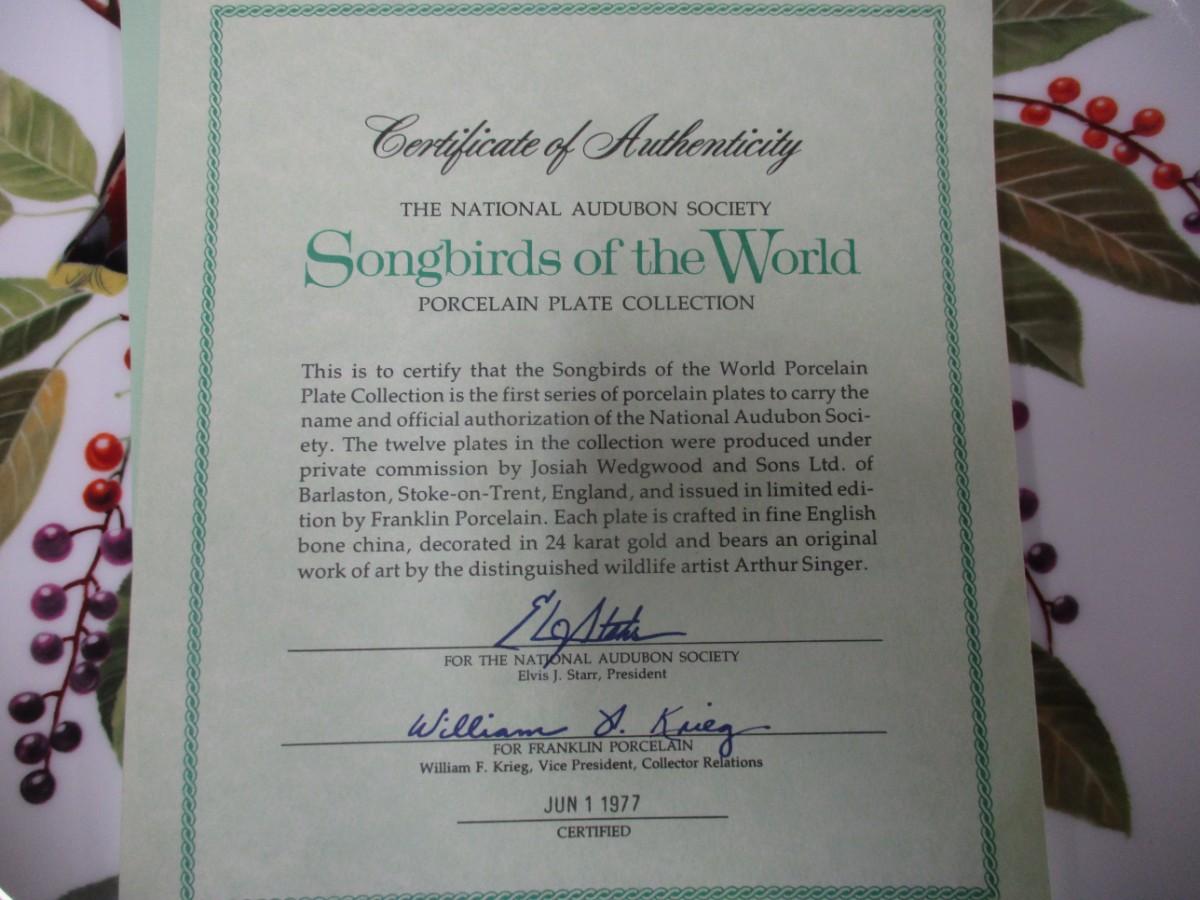 Certificate of Authenticity
THE NATIONAL AUDUBON SOCIETY
Songbirds of the World
PORCELAIN PLATE COLLECTION
This is to certify that the Songbirds of the World Porcelain
Plate Collection is the first series of porcelain plates to carry the
name and official authorization of the National Audubon Soci-
ety. The twelve plates in the collection were produced under
private commission by Josiah Wedgwood and Sons Ltd. of
Barlaston, Stoke-on-Trent, England, and issued in limited edi-
tion by Franklin Porcelain. Each plate is crafted in fine English
bone china, decorated in 24 karat gold and bears an original
work of art by the distinguished wildlife artist Arthur Singer.
FOR THE NATIONAL AUDUBON SOCIETY
Elvis J. Starr, President
William F. Krieg
FOR FRANKLIN PORCELAIN
William F. Krieg, Vice President, Collector Relations
JUN 1 1977
CERTIFIED